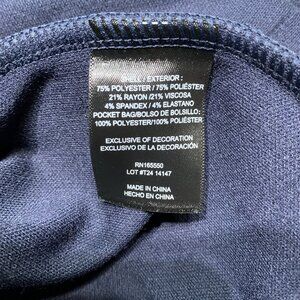 SHELL / EXTERIOR :
75% POLYESTER / 75% POLIÉSTER
21% RAYON /21% VISCOSA
4% SPANDEX / 4% ELASTANO
POCKET BAG/BOLSO DE BOLSILLO:
100% POLYESTER/100% POLIÉSTER
EXCLUSIVE OF DECORATION
EXCLUSIVO DE LA DECORACIÓN
RN165550
LOT #T24 14147
MADE IN CHINA
HECHO EN CHINA